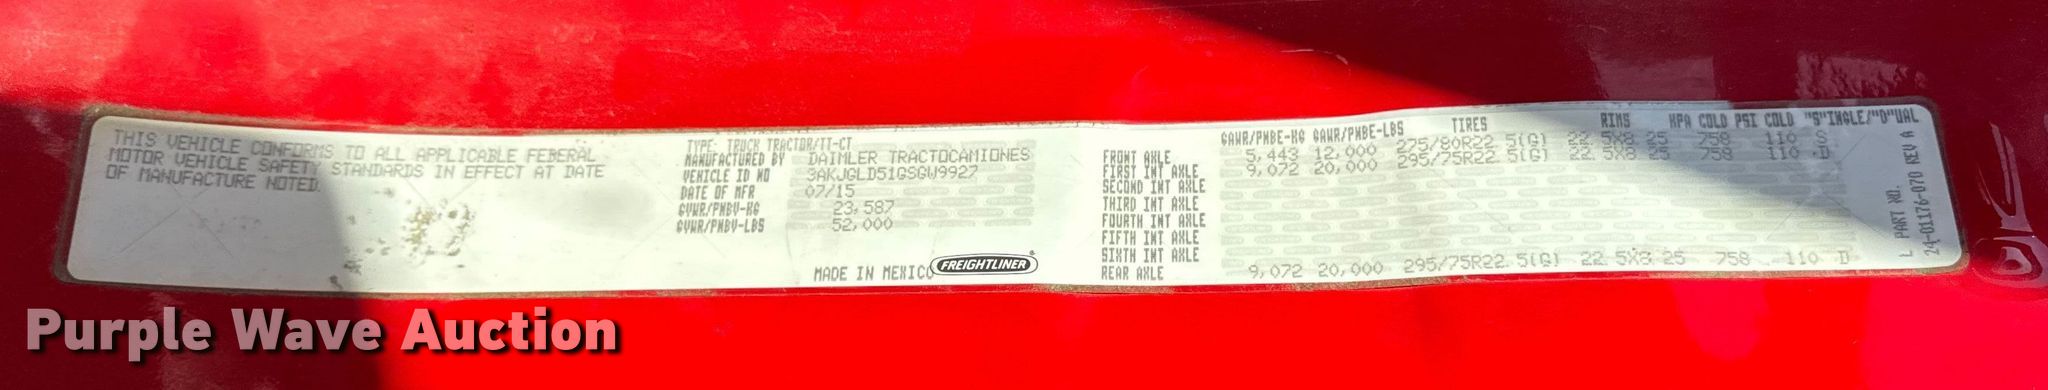 THIS VEHICLE CONFORMS TO ALL APPLICABLE FEDERAL
MOTOR VEHICLE SAFETY STANDARDS IN EFFECT AT DATE
OF MANUFACTURE NOTED.
TYPE: TRUCK TRACTOR/TT-CT
MANUFACTURED BY DAIMLER TRACTOCAMIONES
VEHICLE ID NO 3AKJGLD51GSGW9927
DATE OF MFR 07/15
GVWR/PNBV-KG 23,587
GVWR/PNBV-LBS 52,000
MADE IN MEXICO FREIGHTLINER
GAWR/PNBE-KG GAWR/PNBE-LBS TIRES RIMS KPA COLD PSI COLD "S"INGLE/"D"UAL
FRONT AXLE 5,443 12,000 275/80R22.5(G) 22.5X8.25 758 110 S
FIRST INT AXLE 9,072 20,000 295/75R22.5(G) 22.5X8.25 758 110 D
SECOND INT AXLE
THIRD INT AXLE
FOURTH INT AXLE
FIFTH INT AXLE
SIXTH INT AXLE
REAR AXLE 9,072 20,000 295/75R22.5(G) 22.5X8.25 758 110 D
L PART NO.
24-01176-070 REV A
Purple Wave Auction